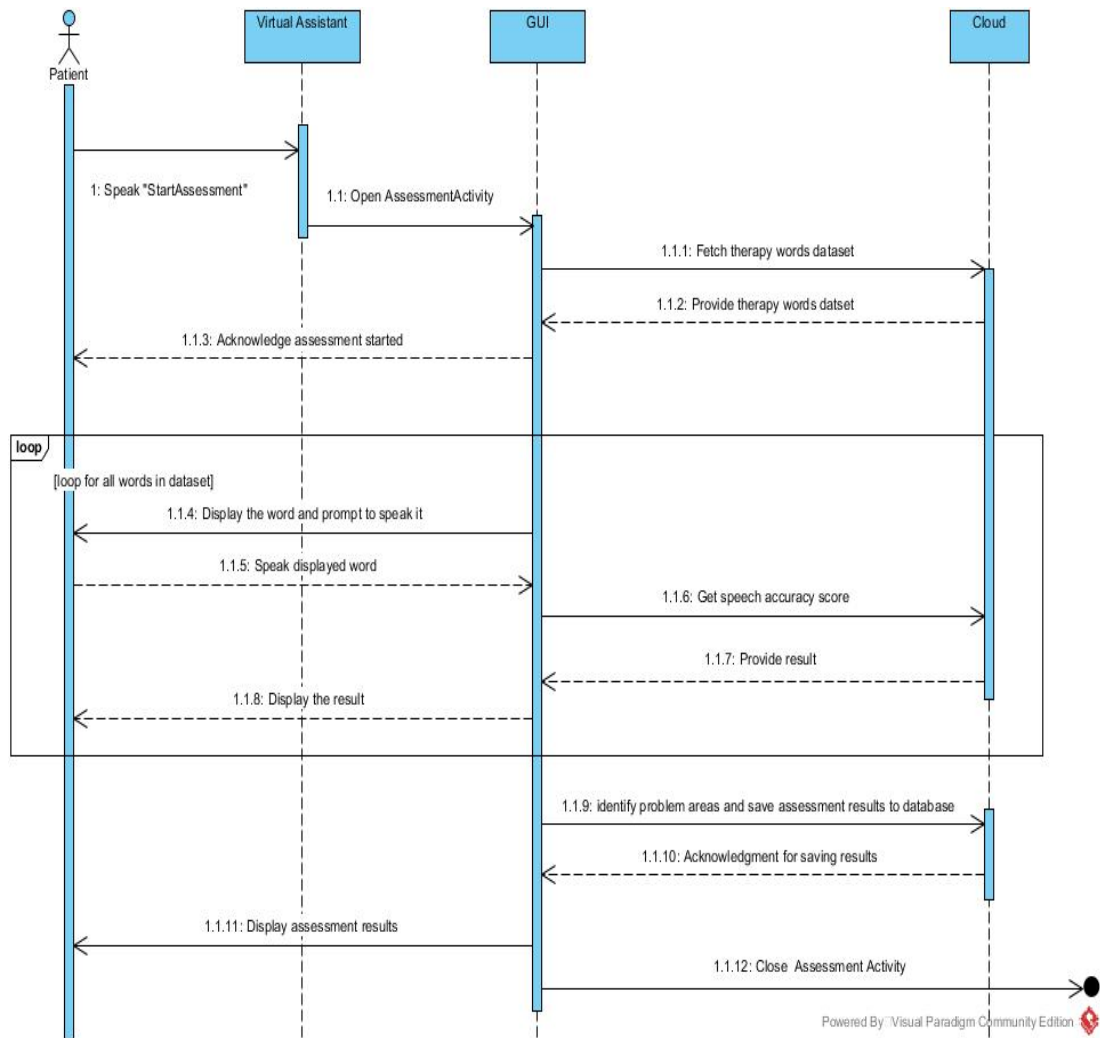 Virtual Assistant
GUI
Cloud
Patient
1: Speak "StartAssessment"
1.1: Open AssessmentActivity
1.1.1: Fetch therapy words dataset
1.1.2: Provide therapy words datset
1.1.3: Acknowledge assessment started
loop
[loop for all words in dataset]
1.1.4: Display the word and prompt to speak it
1.1.5: Speak displayed word
1.1.6: Get speech accuracy score
1.1.7: Provide result
1.1.8: Display the result
1.1.9: identify problem areas and save assessment results to database
1.1.10: Acknowledgment for saving results
1.1.11: Display assessment results
1.1.12: Close Assessment Activity
Powered By Visual Paradigm Community Edition